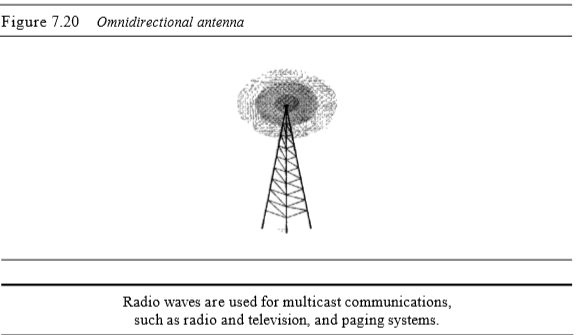 Figure 7.20 Omnidirectional antenna
Radio waves are used for multicast communications,
such as radio and television, and paging systems.